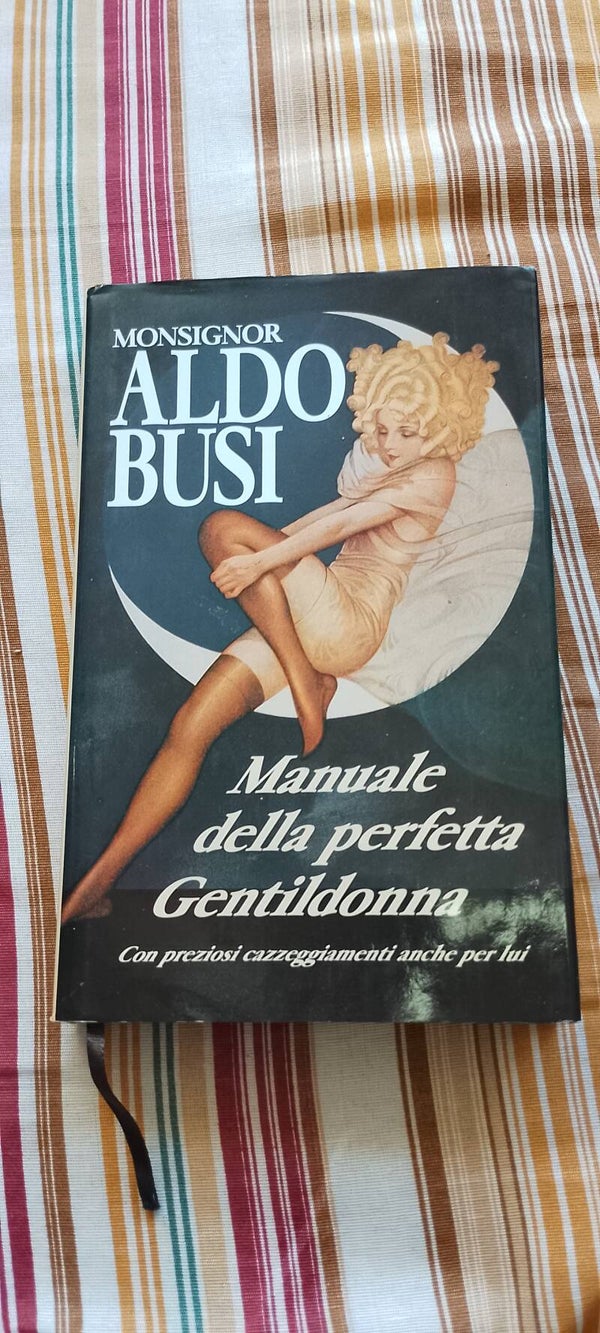 MONSIGNOR
ALDO
BUSI
Manuale
della perfetta
Gentildonna
Con preziosi cazzeggiamenti anche per lui